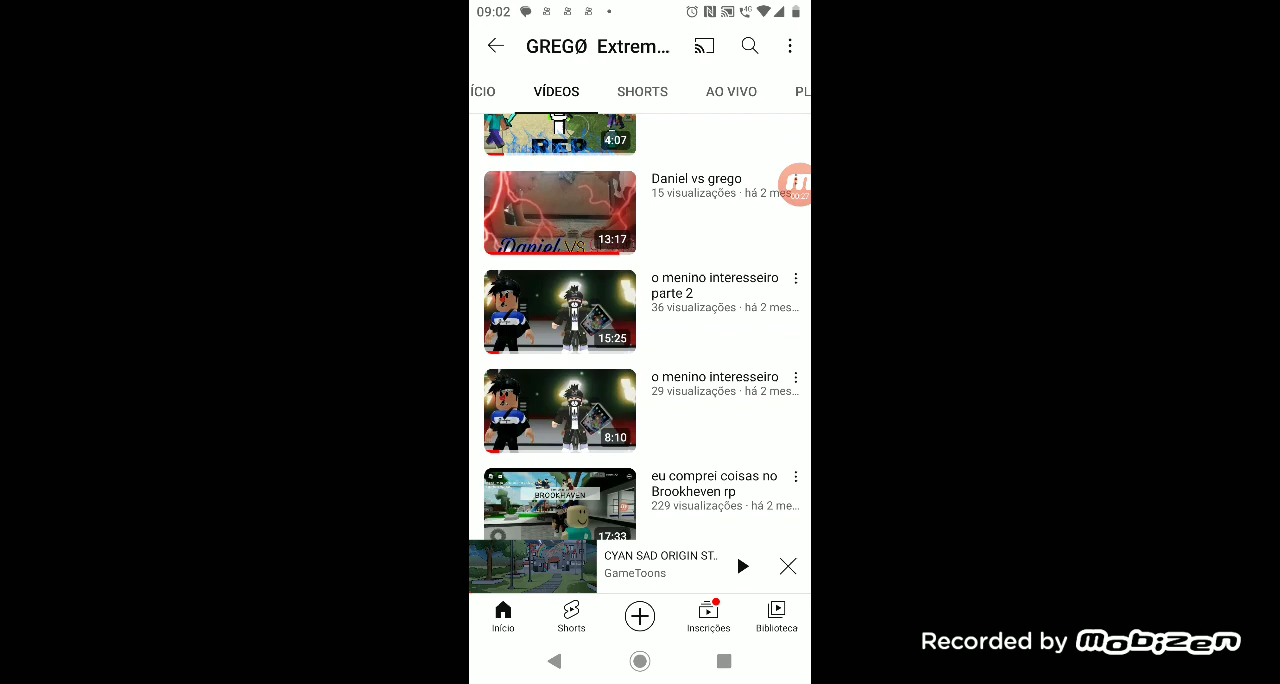 09:02
GREGØ Extrem...
ÍCIO VÍDEOS SHORTS AO VIVO PL
4:07
Daniel vs grego
15 visualizações · há 2 mes...
00:27
13:17
Daniel VS
o menino interesseiro
parte 2
36 visualizações · há 2 mes...
15:25
o menino interesseiro
29 visualizações · há 2 mes...
8:10
eu comprei coisas no
Brookheven rp
229 visualizações · há 2 me...
BROOKHAVEN
17:33
CYAN SAD ORIGIN ST..
GameToons
Início Shorts Inscrições Biblioteca
Recorded by mobizen